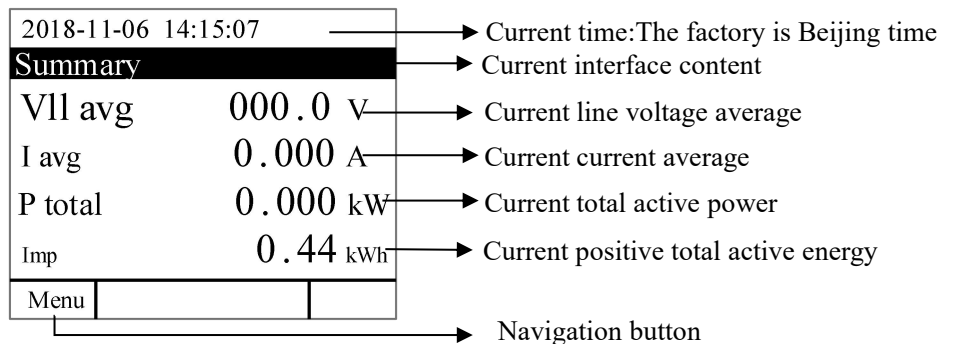 2018-11-06 14:15:07 Current time:The factory is Beijing time
Summary Current interface content
Vll avg 000.0 V Current line voltage average
I avg 0.000 A Current current average
P total 0.000 kW Current total active power
Imp 0.44 kWh Current positive total active energy
Menu
Navigation button